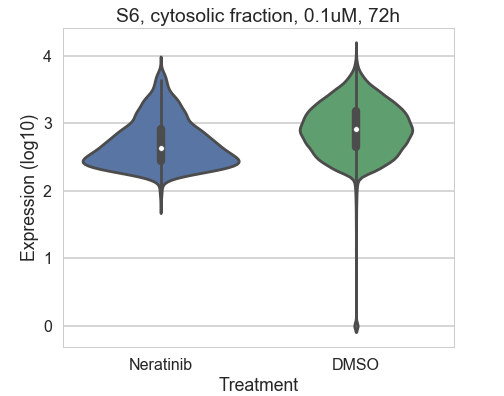 S6, cytosolic fraction, 0.1uM, 72h
Expression (log10)
4
3
2
1
0
Neratinib DMSO
Treatment